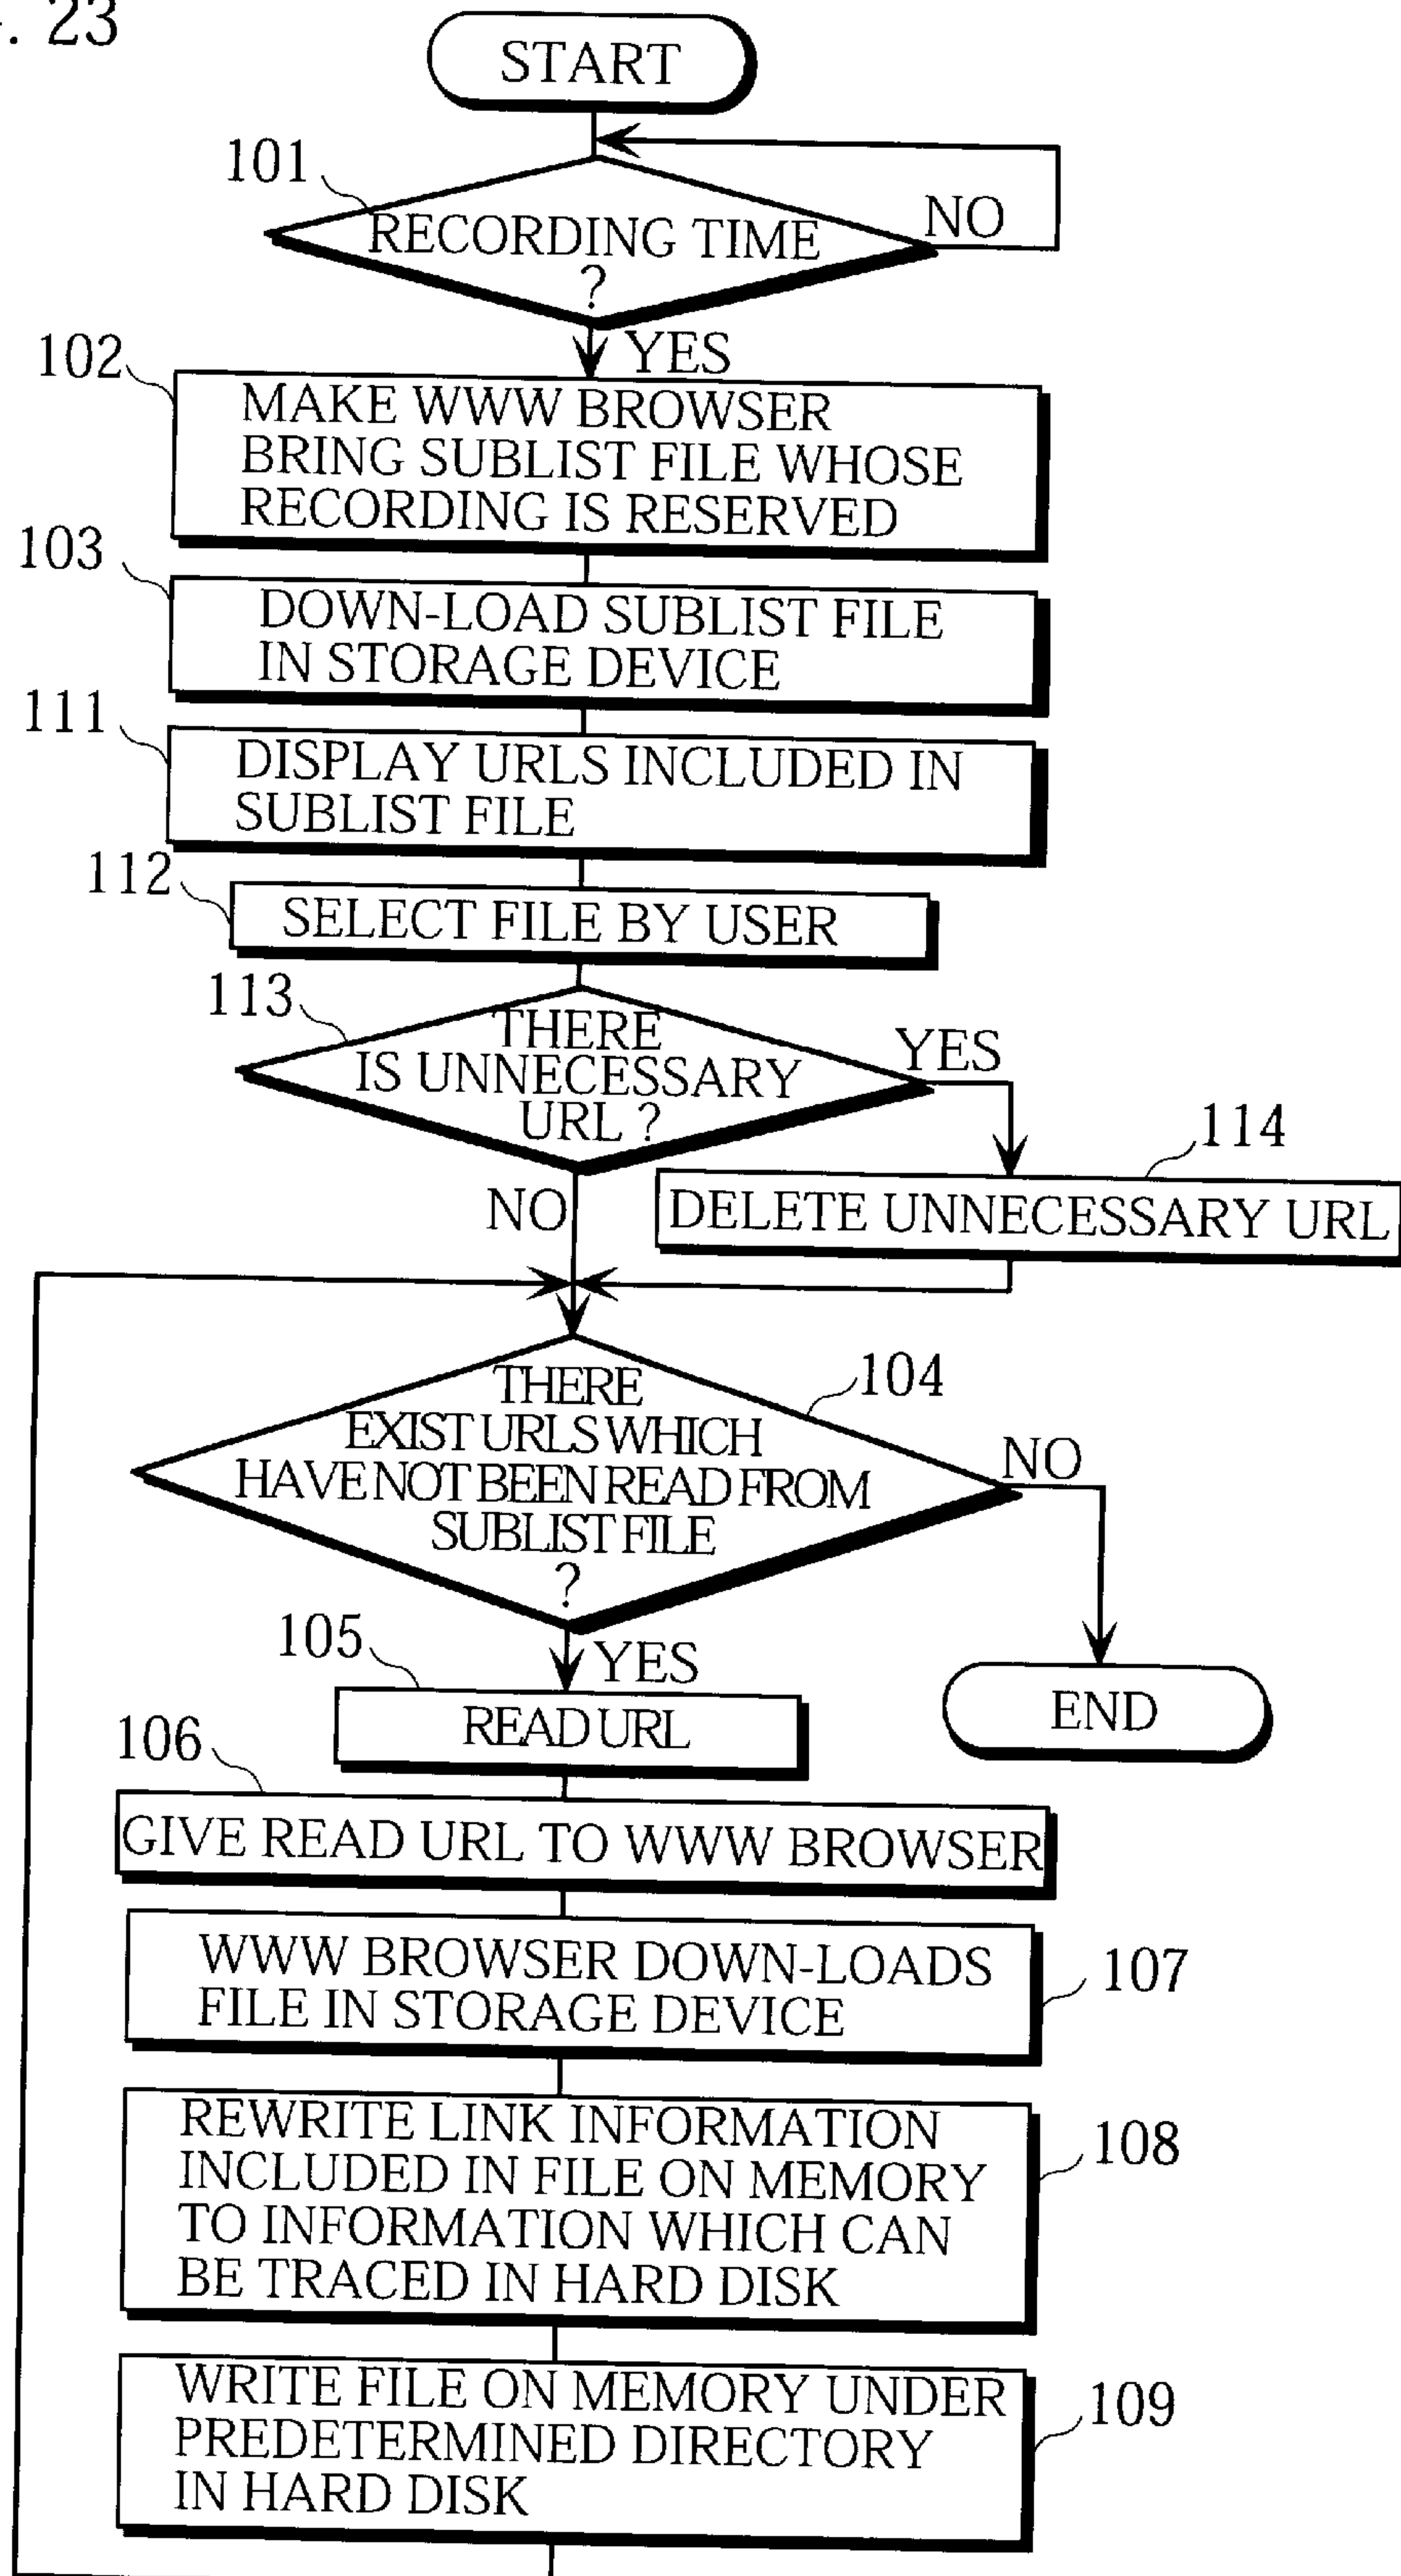 . 23
START
101
RECORDING TIME
?
NO
YES
102
MAKE WWW BROWSER
BRING SUBLIST FILE WHOSE
RECORDING IS RESERVED
103
DOWN-LOAD SUBLIST FILE
IN STORAGE DEVICE
111
DISPLAY URLS INCLUDED IN
SUBLIST FILE
112
SELECT FILE BY USER
113
THERE
IS UNNECESSARY
URL ?
YES
114
NO
DELETE UNNECESSARY URL
104
THERE
EXIST URLS WHICH
HAVE NOT BEEN READ FROM
SUBLIST FILE
?
NO
105
YES
READ URL
END
106
GIVE READ URL TO WWW BROWSER
WWW BROWSER DOWN-LOADS
FILE IN STORAGE DEVICE
107
REWRITE LINK INFORMATION
INCLUDED IN FILE ON MEMORY
TO INFORMATION WHICH CAN
BE TRACED IN HARD DISK
108
WRITE FILE ON MEMORY UNDER
PREDETERMINED DIRECTORY
IN HARD DISK
109